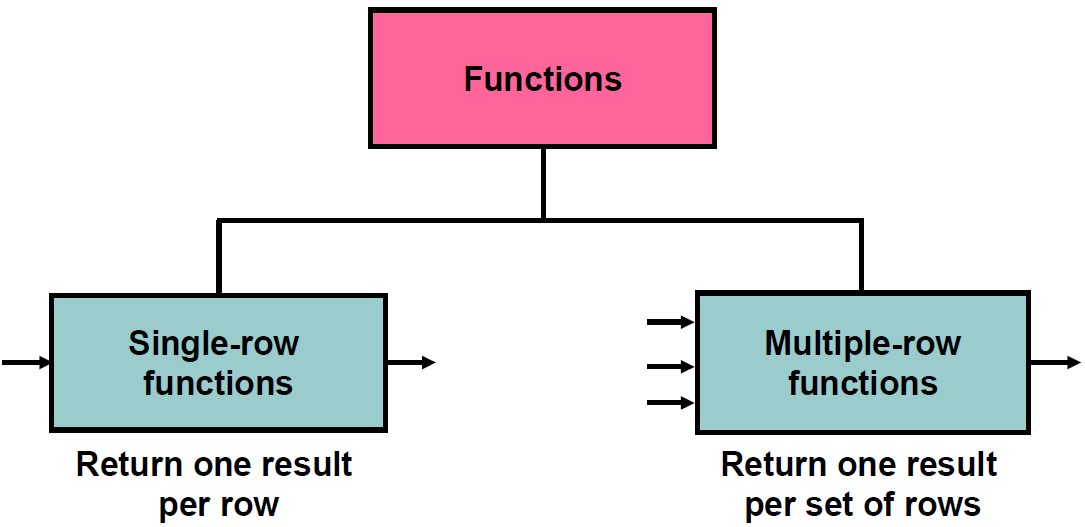 Functions
Single-row
functions
Return one result
per row
Multiple-row
functions
Return one result
per set of rows